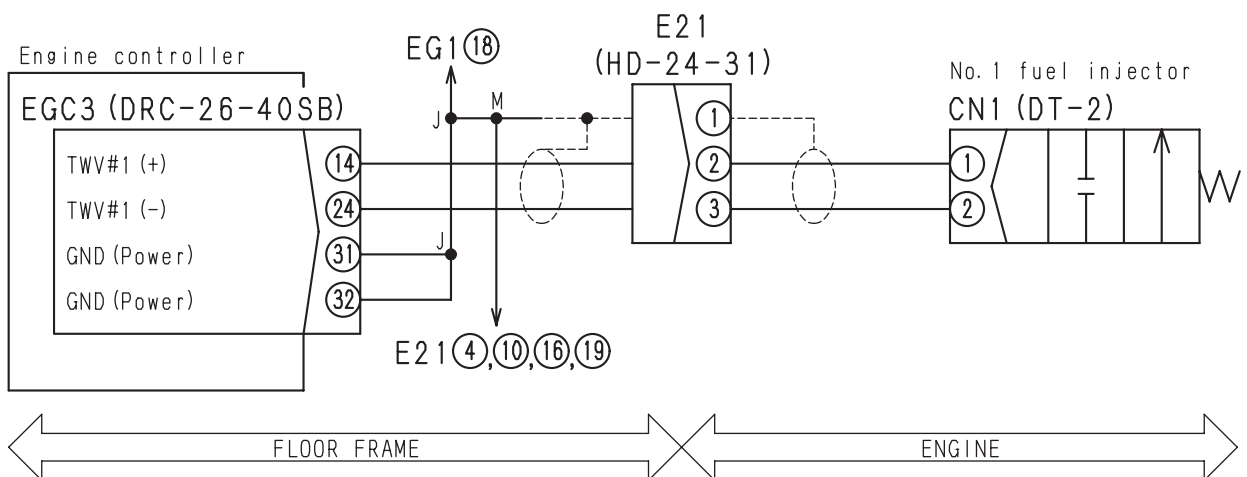 E21
(HD-24-31)
EG1 18
Engine controller
No. 1 fuel injector
EGC3 (DRC-26-40SB)
CN1 (DT-2)
J
M
1
TWV#1 (+)
14
2
1
TWV#1 (-)
24
3
2
GND (Power)
31
J
GND (Power)
32
E21 4, 10, 16, 19
FLOOR FRAME
ENGINE